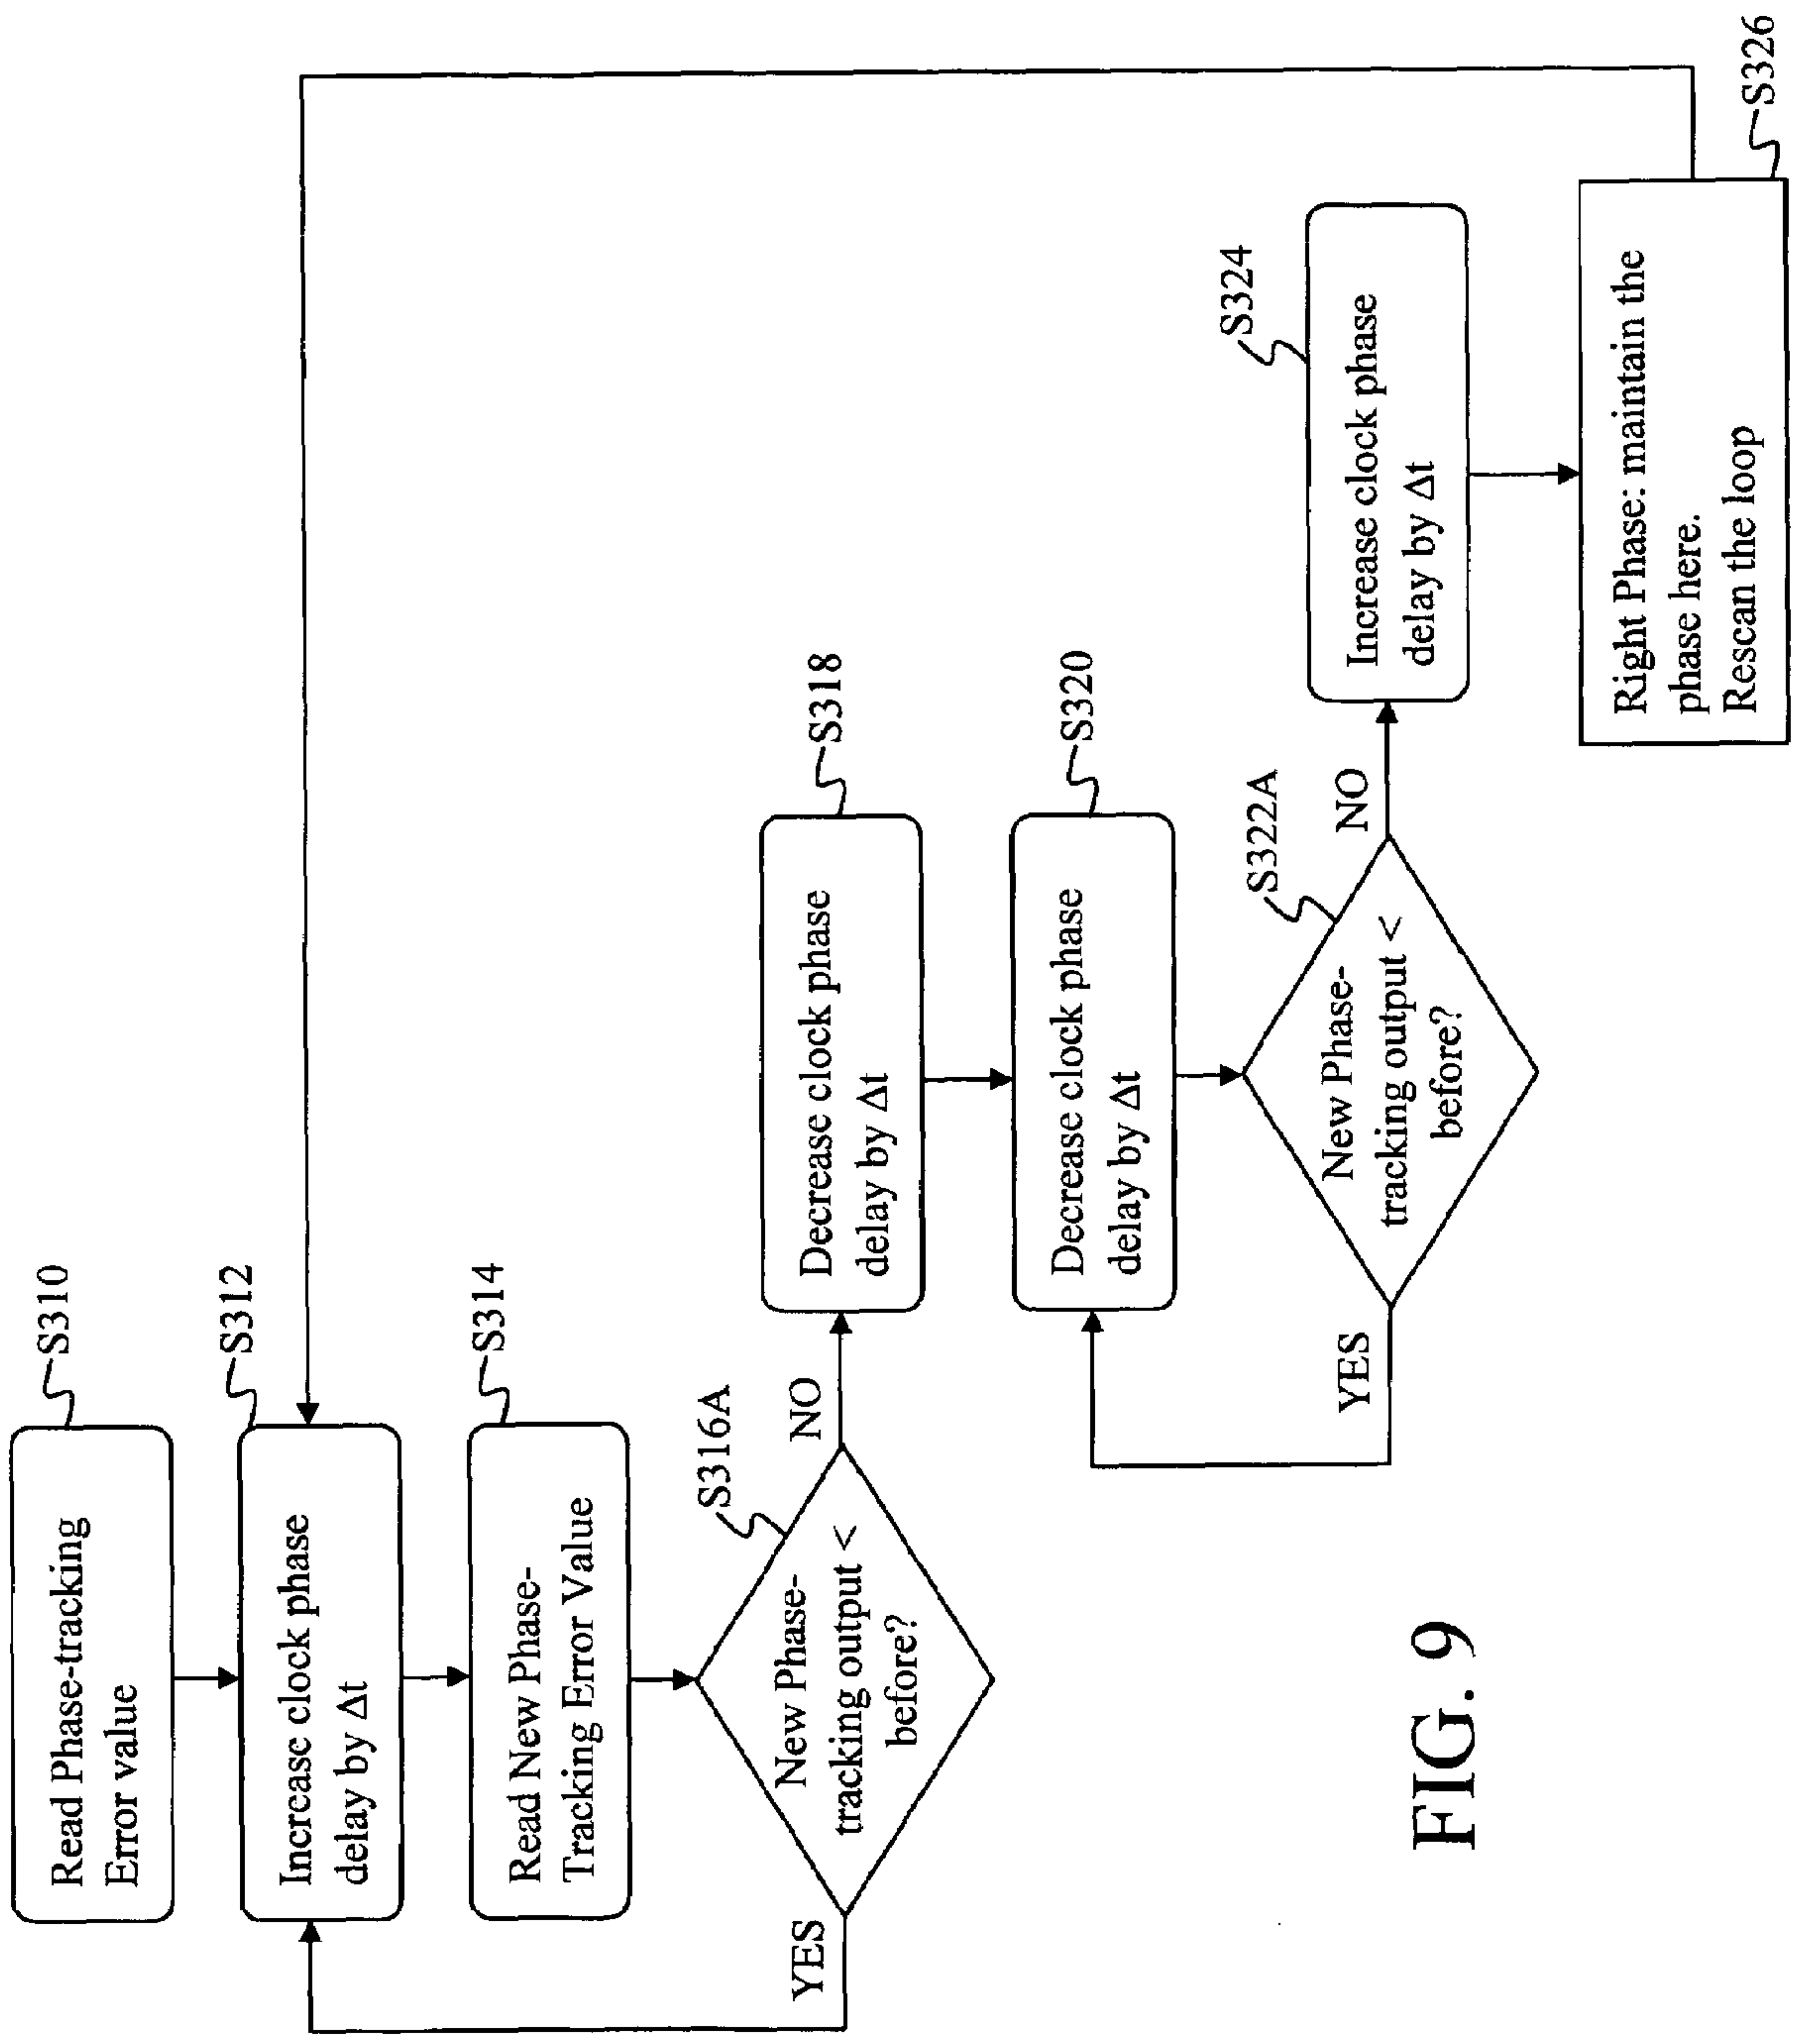 S310
Read Phase-tracking
Error value
S312
Increase clock phase
delay by Δt
S314
Read New Phase-
Tracking Error Value
S316A
New Phase-
tracking output <
before?
YES
NO
S318
Decrease clock phase
delay by Δt
S320
Decrease clock phase
delay by Δt
S322A
New Phase-
tracking output <
before?
YES
NO
S324
Increase clock phase
delay by Δt
S326
Right Phase: maintain the
phase here.
Rescan the loop
FIG. 9